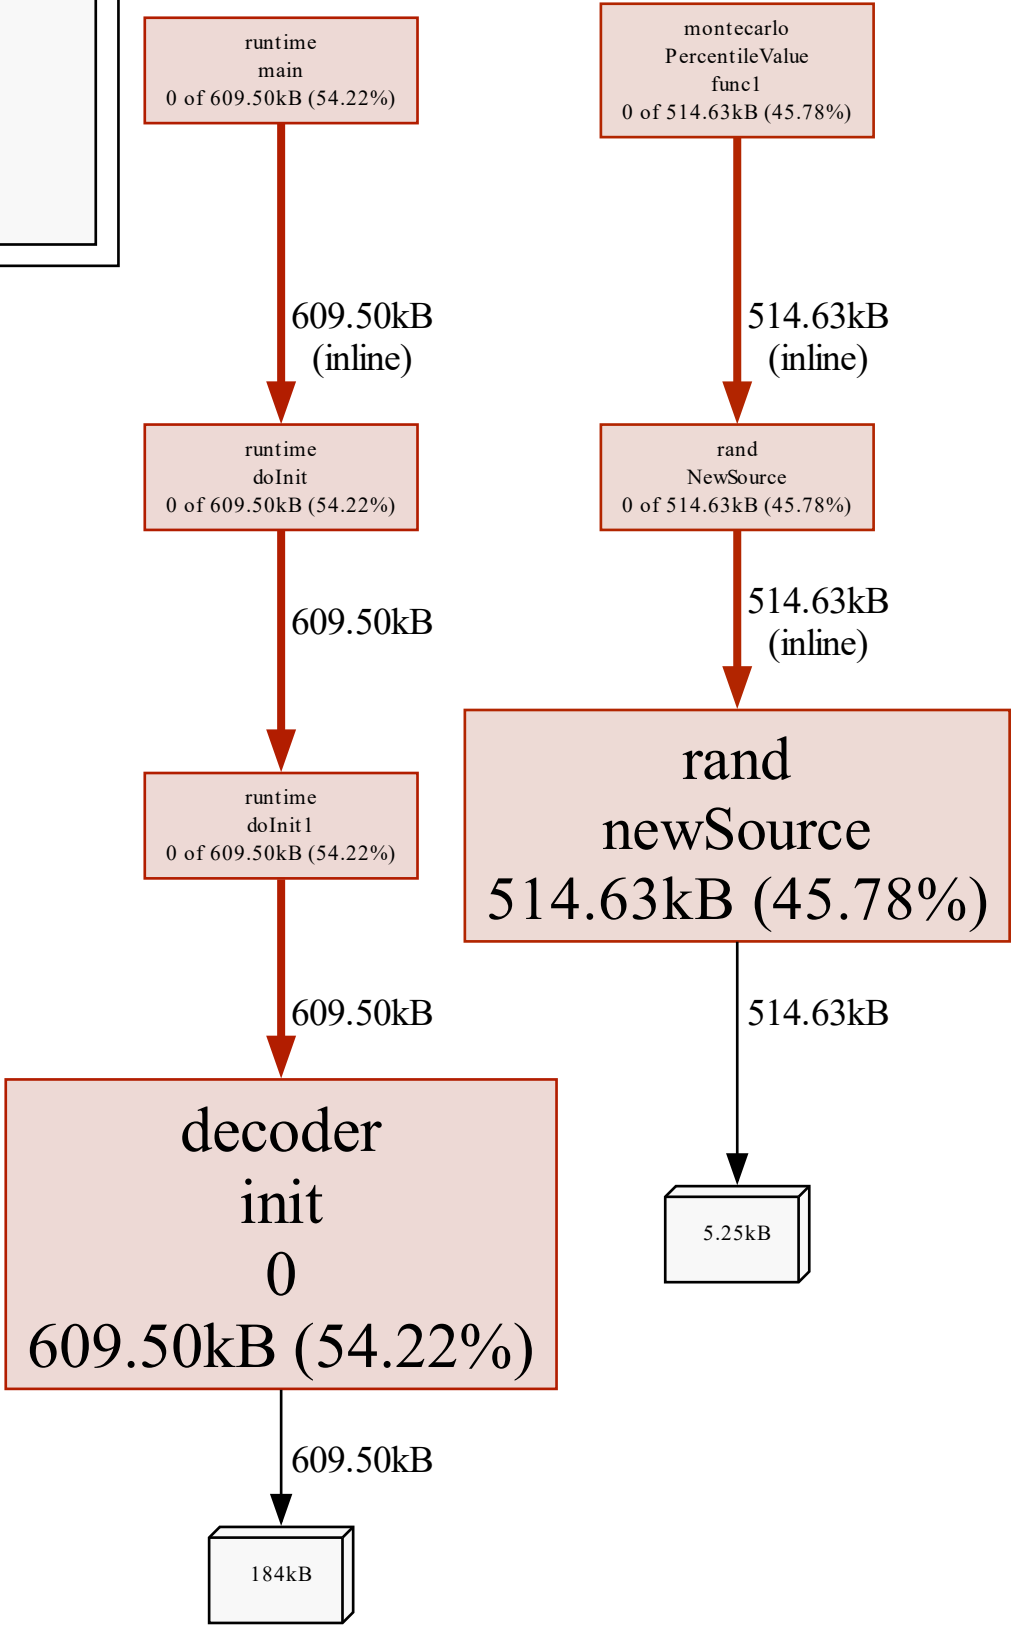 runtime
main
0 of 609.50kB (54.22%)
montecarlo
PercentileValue
func1
0 of 514.63kB (45.78%)
609.50kB
(inline)
514.63kB
(inline)
runtime
doInit
0 of 609.50kB (54.22%)
rand
NewSource
0 of 514.63kB (45.78%)
609.50kB
514.63kB
(inline)
runtime
doInit1
0 of 609.50kB (54.22%)
rand
newSource
514.63kB (45.78%)
609.50kB
514.63kB
decoder
init
0
609.50kB (54.22%)
5.25kB
609.50kB
184kB